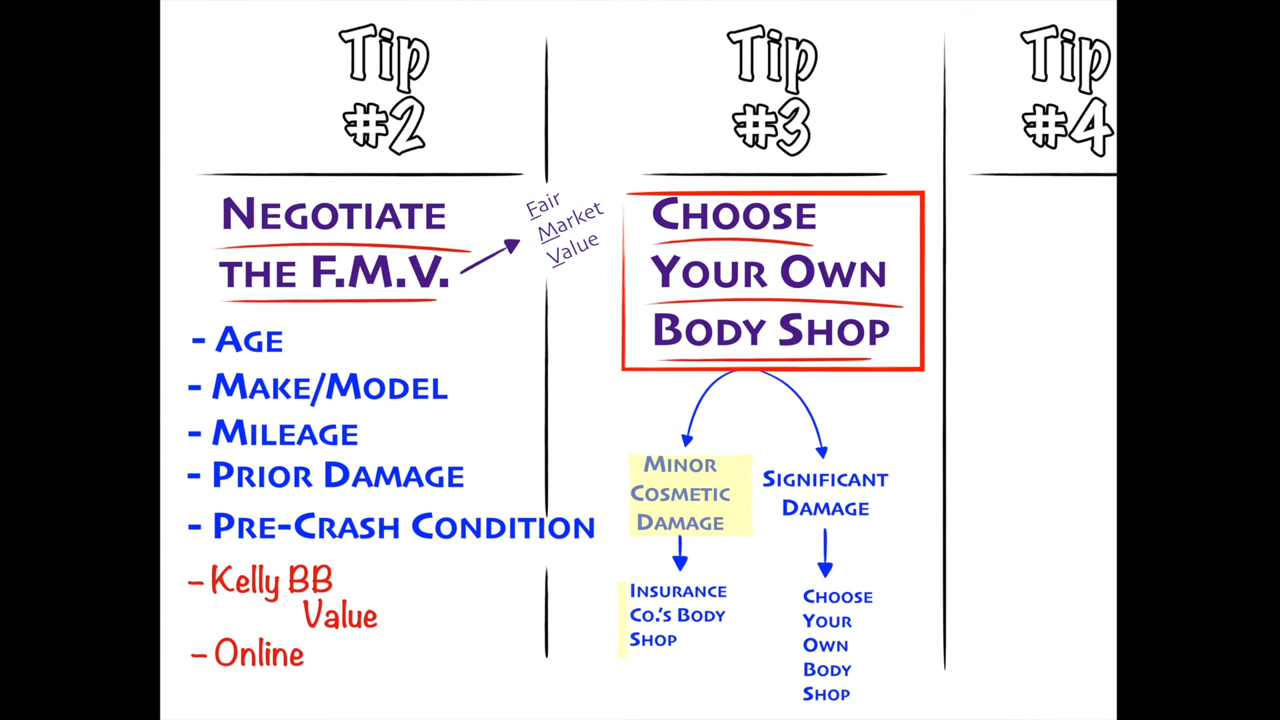 Tip
#2
NEGOTIATE
THE F.M.V.
Fair
Market
Value
- AGE
- MAKE/MODEL
- MILEAGE
- PRIOR DAMAGE
- PRE-CRASH CONDITION
- Kelly BB
Value
- Online
Tip
#3
CHOOSE
YOUR OWN
BODY SHOP
MINOR
COSMETIC
DAMAGE
INSURANCE
CO.'S BODY
SHOP
SIGNIFICANT
DAMAGE
CHOOSE
YOUR
OWN
BODY
SHOP
Tip
#4